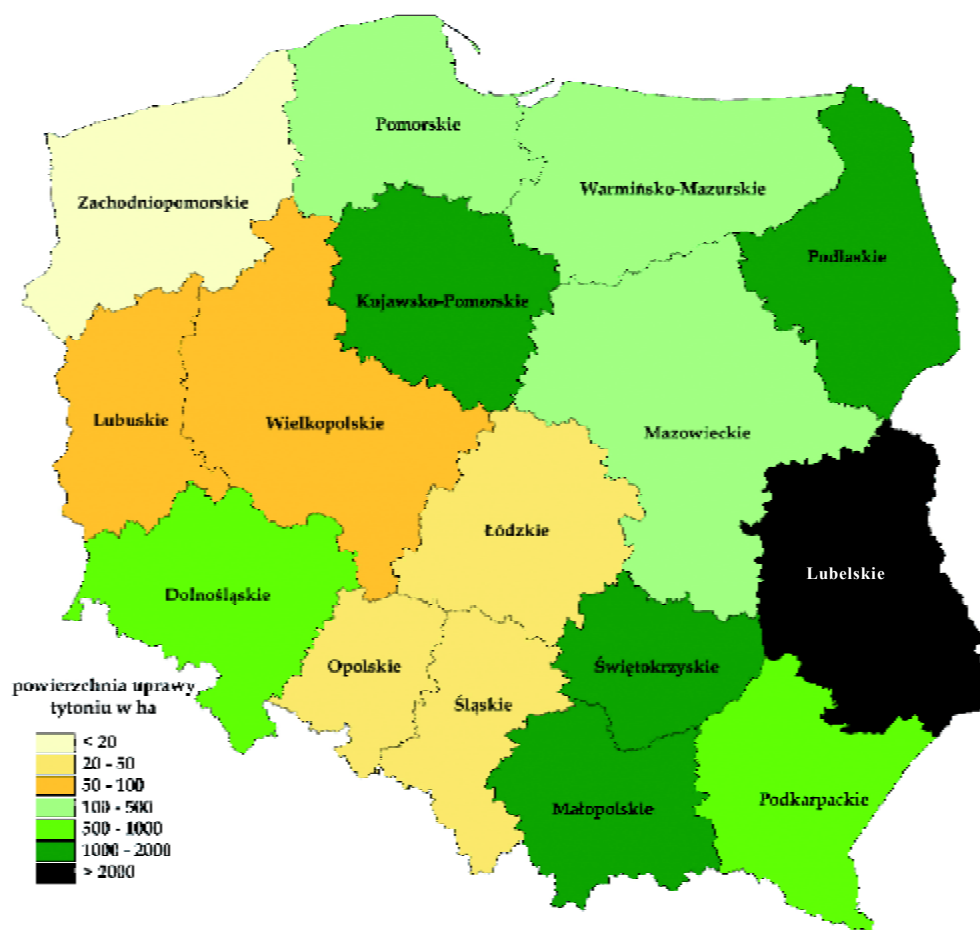 Pomorskie
Warmińsko-Mazurskie
Zachodniopomorskie
Podlaskie
Kujawsko-Pomorskie
Lubuskie
Wielkopolskie
Mazowieckie
Łódzkie
Lubelskie
Dolnośląskie
Opolskie
Świętokrzyskie
Śląskie
Małopolskie
Podkarpackie
powierzchnia uprawy
tytoniu w ha
< 20
20 - 50
50 - 100
100 - 500
500 - 1000
1000 - 2000
> 2000